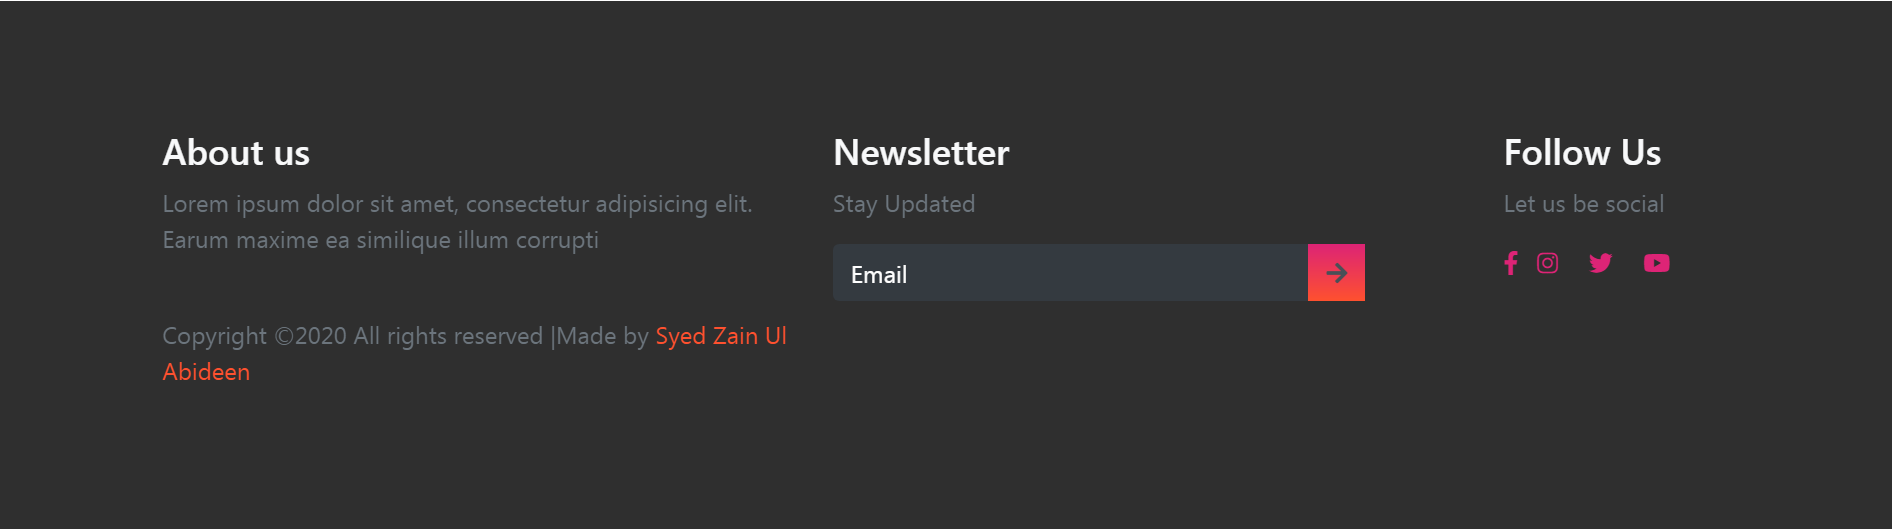 About us
Lorem ipsum dolor sit amet, consectetur adipisicing elit.
Earum maxime ea similique illum corrupti
Copyright ©2020 All rights reserved |Made by Syed Zain Ul
Abideen
Newsletter
Stay Updated
Email
Follow Us
Let us be social